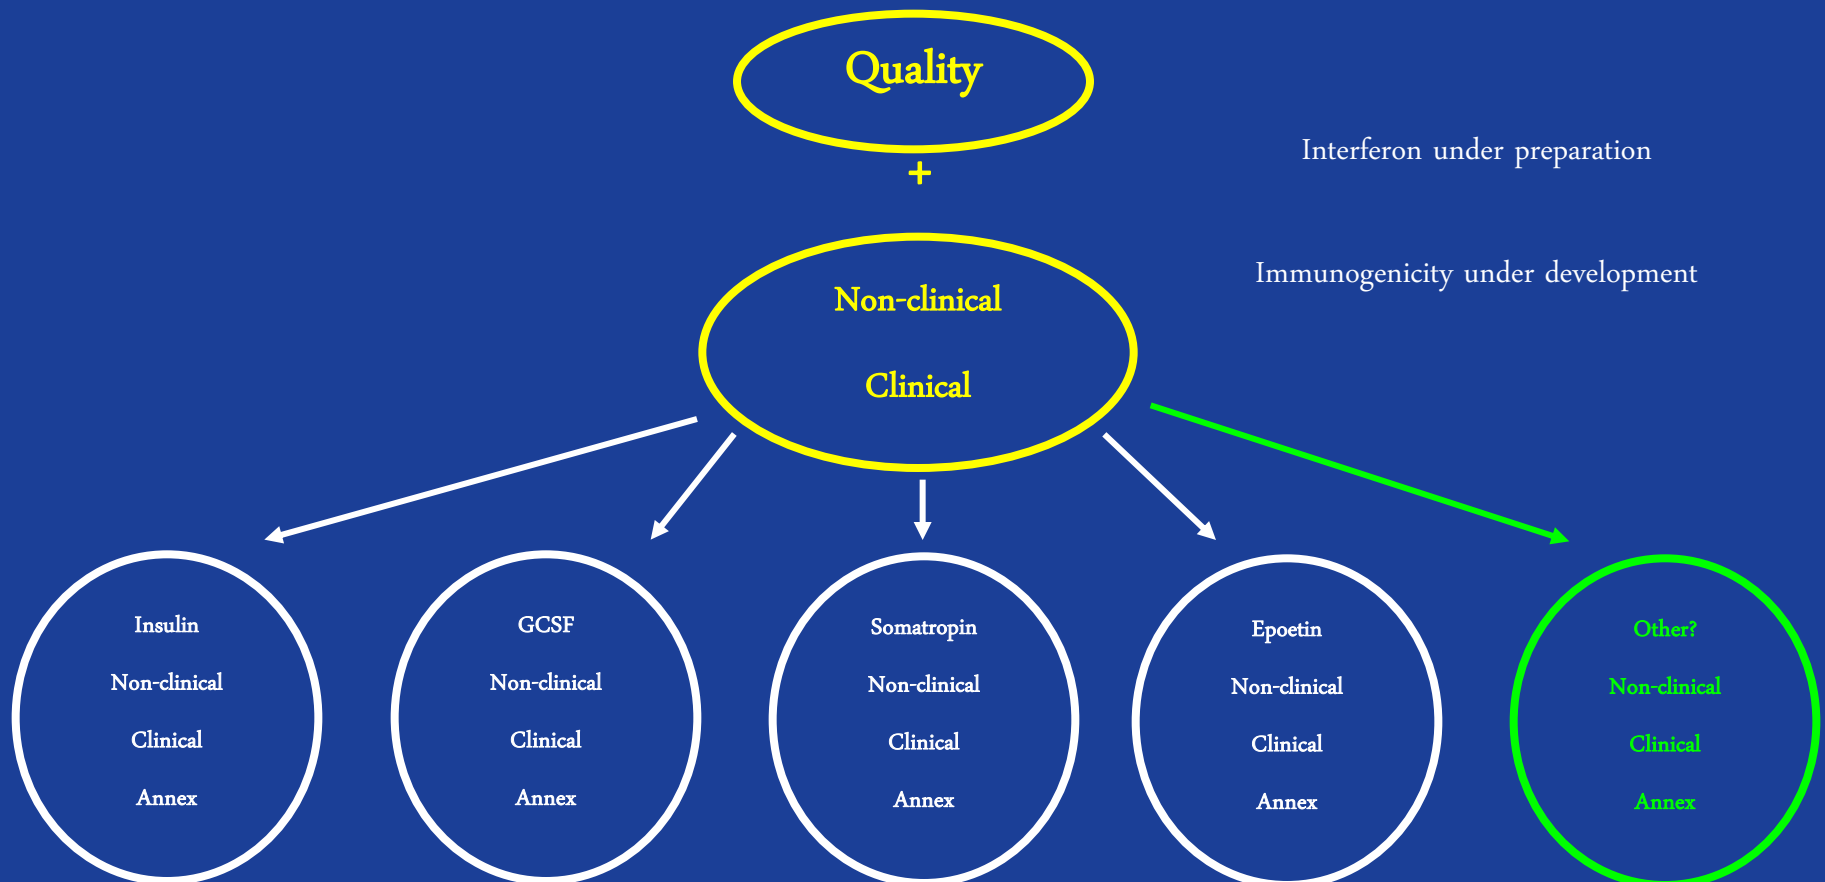 Quality
+
Interferon under preparation
Immunogenicity under development
Non-clinical
Clinical
Insulin
Non-clinical
Clinical
Annex
GCSF
Non-clinical
Clinical
Annex
Somatropin
Non-clinical
Clinical
Annex
Epoetin
Non-clinical
Clinical
Annex
Other?
Non-clinical
Clinical
Annex